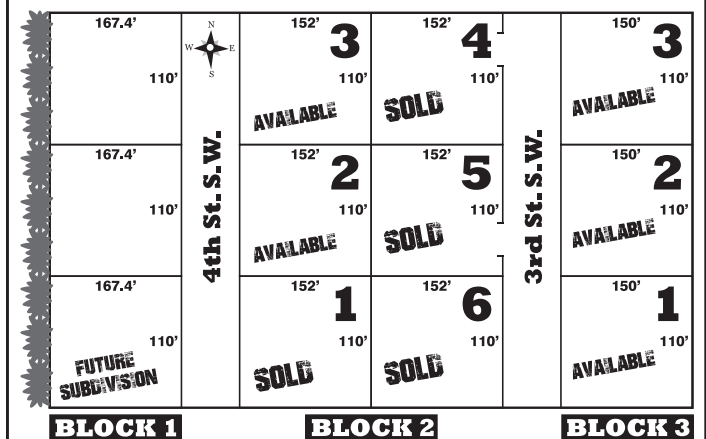 167.4'
110'
N
W E
S
152'
3
110'
AVAILABLE
152'
4
110'
SOLD
150'
3
110'
AVAILABLE
167.4'
110'
4th St. S.W.
152'
2
110'
AVAILABLE
152'
5
110'
SOLD
3rd St. S.W.
150'
2
110'
AVAILABLE
167.4'
110'
FUTURE
SUBDIVISION
152'
1
110'
SOLD
152'
6
110'
SOLD
150'
1
110'
AVAILABLE
BLOCK 1
BLOCK 2
BLOCK 3